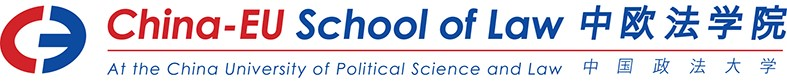 China-EU School of Law 中欧法学院
At the China University of Political Science and Law 中国政法大学